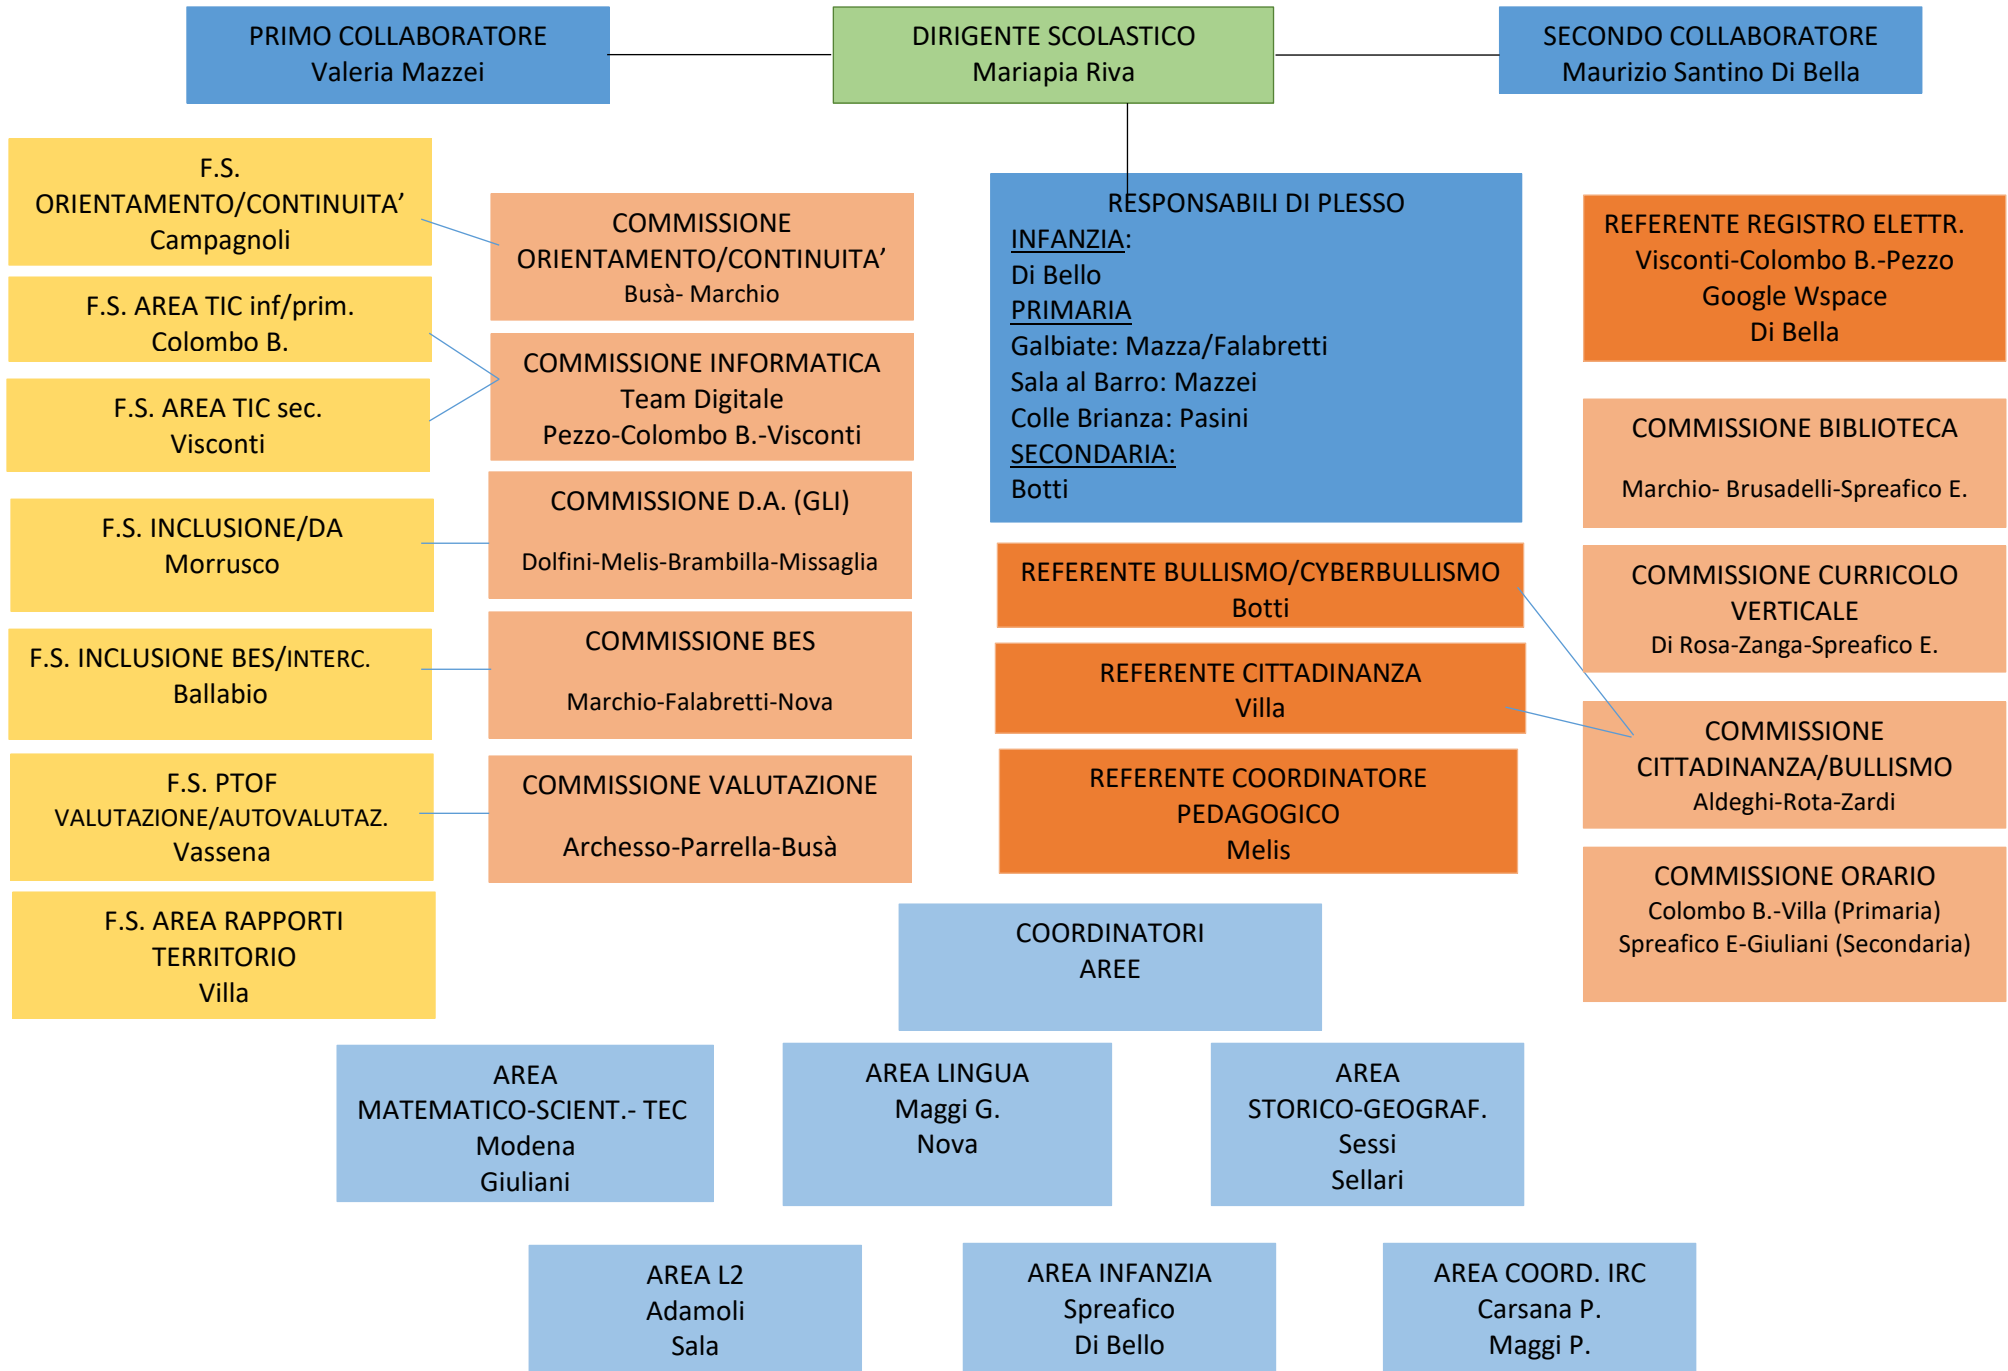 PRIMO COLLABORATORE
Valeria Mazzei
DIRIGENTE SCOLASTICO
Mariapia Riva
SECONDO COLLABORATORE
Maurizio Santino Di Bella
F.S.
ORIENTAMENTO/CONTINUITA’
Campagnoli
F.S. AREA TIC inf/prim.
Colombo B.
F.S. AREA TIC sec.
Visconti
F.S. INCLUSIONE/DA
Morrusco
F.S. INCLUSIONE BES/INTERC.
Ballabio
F.S. PTOF
VALUTAZIONE/AUTOVALUTAZ.
Vassena
F.S. AREA RAPPORTI
TERRITORIO
Villa
COMMISSIONE
ORIENTAMENTO/CONTINUITA’
Busà- Marchio
COMMISSIONE INFORMATICA
Team Digitale
Pezzo-Colombo B.-Visconti
COMMISSIONE D.A. (GLI)
Dolfini-Melis-Brambilla-Missaglia
COMMISSIONE BES
Marchio-Falabretti-Nova
COMMISSIONE VALUTAZIONE
Archesso-Parrella-Busà
RESPONSABILI DI PLESSO
INFANZIA:
Di Bello
PRIMARIA
Galbiate: Mazza/Falabretti
Sala al Barro: Mazzei
Colle Brianza: Pasini
SECONDARIA:
Botti
REFERENTE BULLISMO/CYBERBULLISMO
Botti
REFERENTE CITTADINANZA
Villa
REFERENTE COORDINATORE
PEDAGOGICO
Melis
REFERENTE REGISTRO ELETTR.
Visconti-Colombo B.-Pezzo
Google Wspace
Di Bella
COMMISSIONE BIBLIOTECA
Marchio- Brusadelli-Spreafico E.
COMMISSIONE CURRICOLO
VERTICALE
Di Rosa-Zanga-Spreafico E.
COMMISSIONE
CITTADINANZA/BULLISMO
Aldeghi-Rota-Zardi
COMMISSIONE ORARIO
Colombo B.-Villa (Primaria)
Spreafico E-Giuliani (Secondaria)
COORDINATORI
AREE
AREA
MATEMATICO-SCIENT.- TEC
Modena
Giuliani
AREA LINGUA
Maggi G.
Nova
AREA
STORICO-GEOGRAF.
Sessi
Sellari
AREA L2
Adamoli
Sala
AREA INFANZIA
Spreafico
Di Bello
AREA COORD. IRC
Carsana P.
Maggi P.